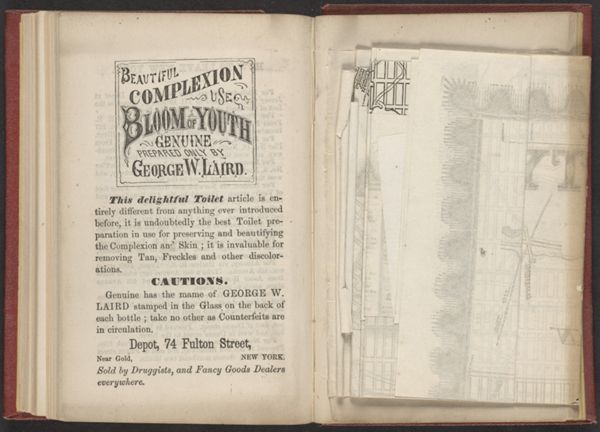 BEAUTIFUL
COMPLEXION
USE
BLOOM OF YOUTH
GENUINE
PREPARED ONLY BY
GEORGE W. LAIRD.
This delightful Toilet article is en-
tirely different from anything ever introduced
before, it is undoubtedly the best Toilet pre-
paration in use for preserving and beautifying
the Complexion and Skin ; it is invaluable for
removing Tan, Freckles and other discolor-
ations.
CAUTIONS.
Genuine has the mame of GEORGE W.
LAIRD stamped in the Glass on the back of
each bottle ; take no other as Counterfeits are
in circulation.
Depot, 74 Fulton Street,
Near Gold, NEW YORK.
Sold by Druggists, and Fancy Goods Dealers
everywhere.